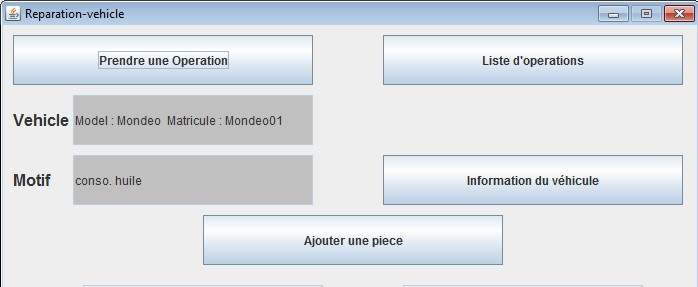 Reparation-vehicle
Prendre une Operation
Liste d'operations
Vehicle
Model : Mondeo  Matricule : Mondeo01
Motif
conso. huile
Information du véhicule
Ajouter une piece